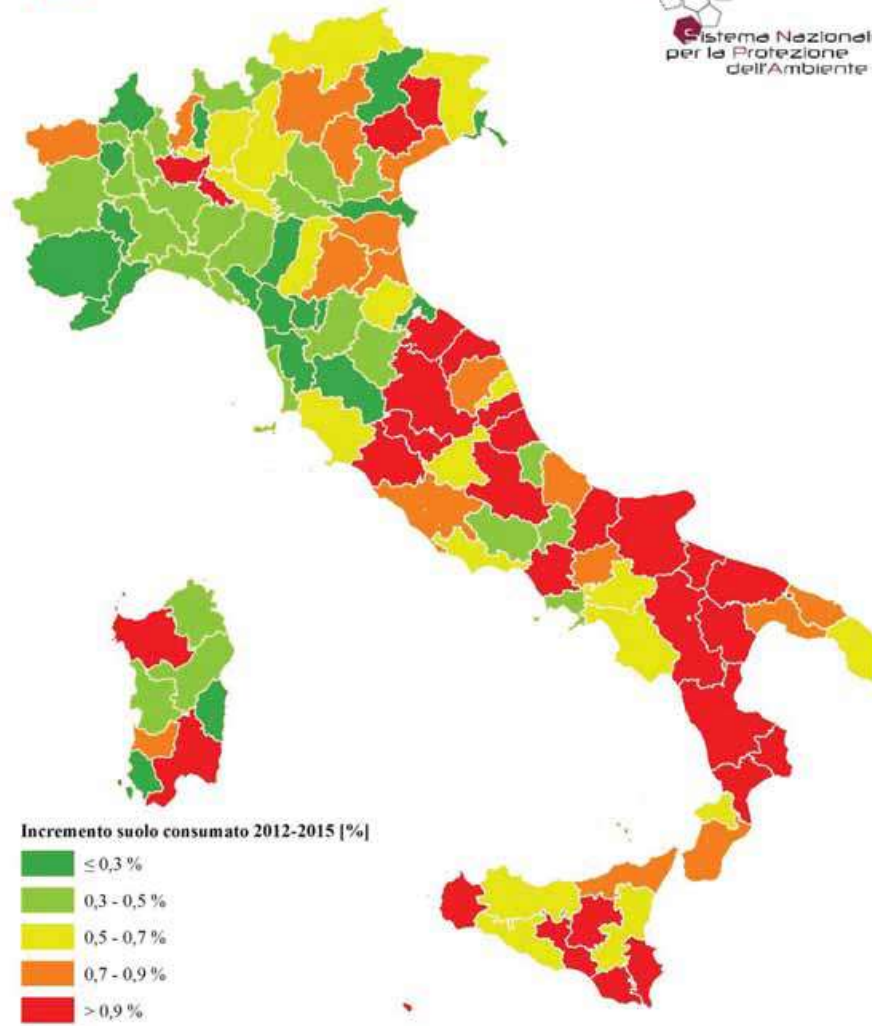 Sistema Nazional
per la Protezione
dell'Ambiente
Incremento suolo consumato 2012-2015 [%]
≤ 0,3 %
0,3 - 0,5 %
0,5 - 0,7 %
0,7 - 0,9 %
> 0,9 %